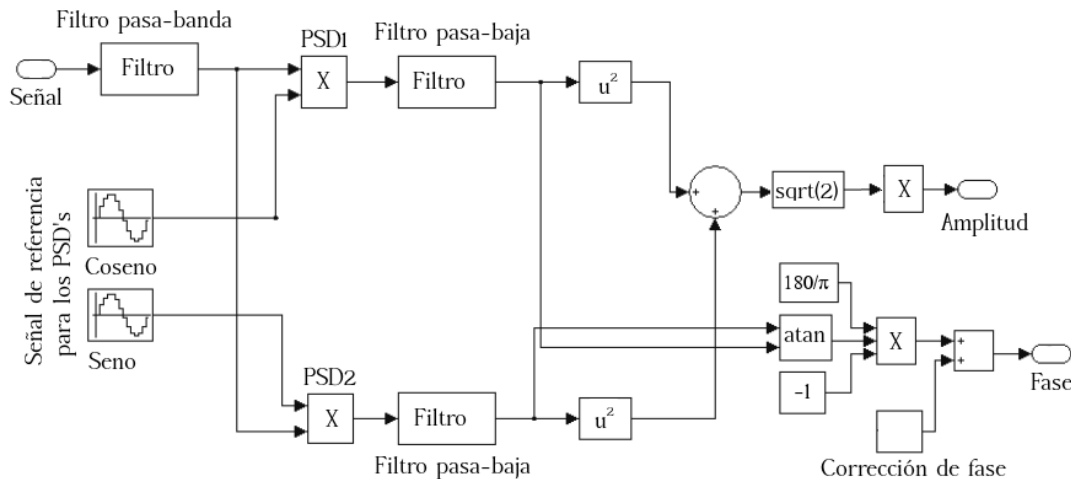 Filtro pasa-banda
PSD1
Filtro pasa-baja
Filtro
X
Filtro
u²
Señal
Señal de referencia
para los PSD's
Coseno
Seno
+
+
sqrt(2)
X
Amplitud
180/π
atan
X
-1
+
+
Fase
PSD2
X
Filtro
u²
Filtro pasa-baja
Corrección de fase